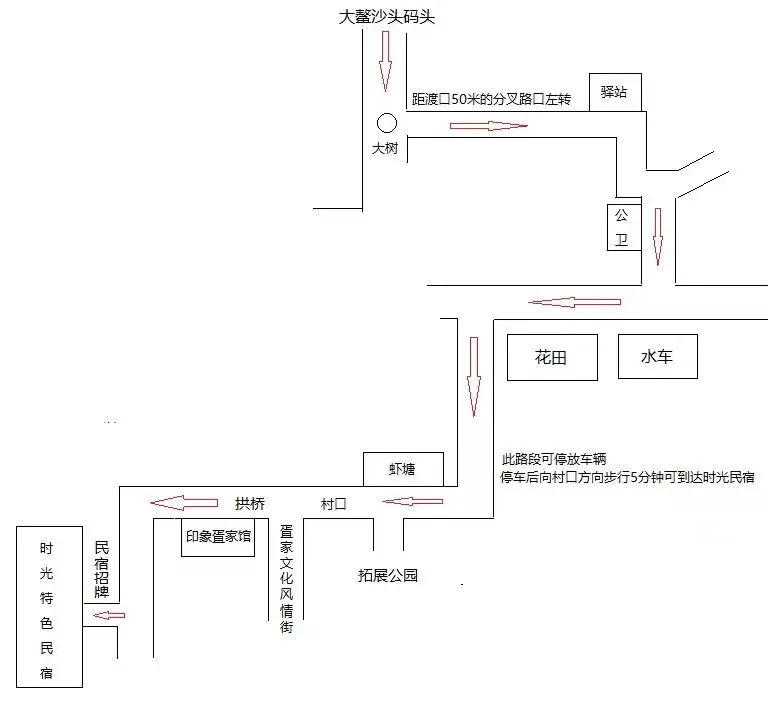 大鳌沙头码头
驿站
距渡口50米的分叉路口左转
大树
公卫
花田
水车
此路段可停放车辆
停车后向村口方向步行5分钟可到达时光民宿
虾塘
拱桥
村口
印象疍家馆
疍家文化风情街
拓展公园
民宿招牌
时光特色民宿